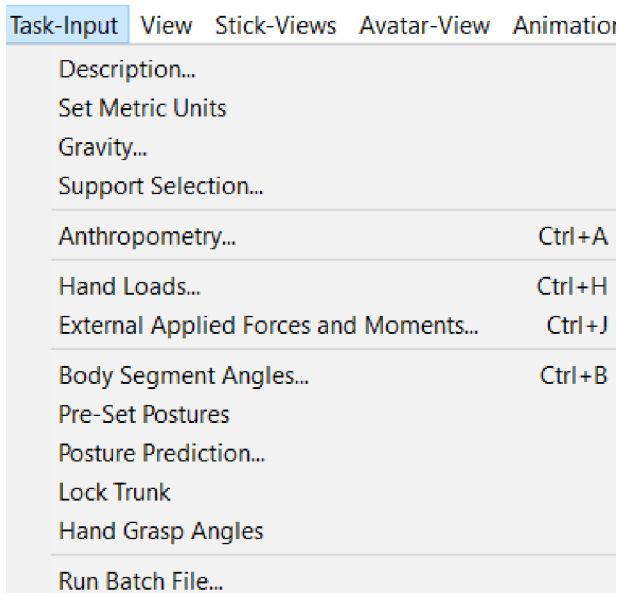 Task-Input View Stick-Views Avatar-View Animation
Description...
Set Metric Units
Gravity...
Support Selection...
Anthropometry... Ctrl+A
Hand Loads... Ctrl+H
External Applied Forces and Moments... Ctrl+J
Body Segment Angles... Ctrl+B
Pre-Set Postures
Posture Prediction...
Lock Trunk
Hand Grasp Angles
Run Batch File...